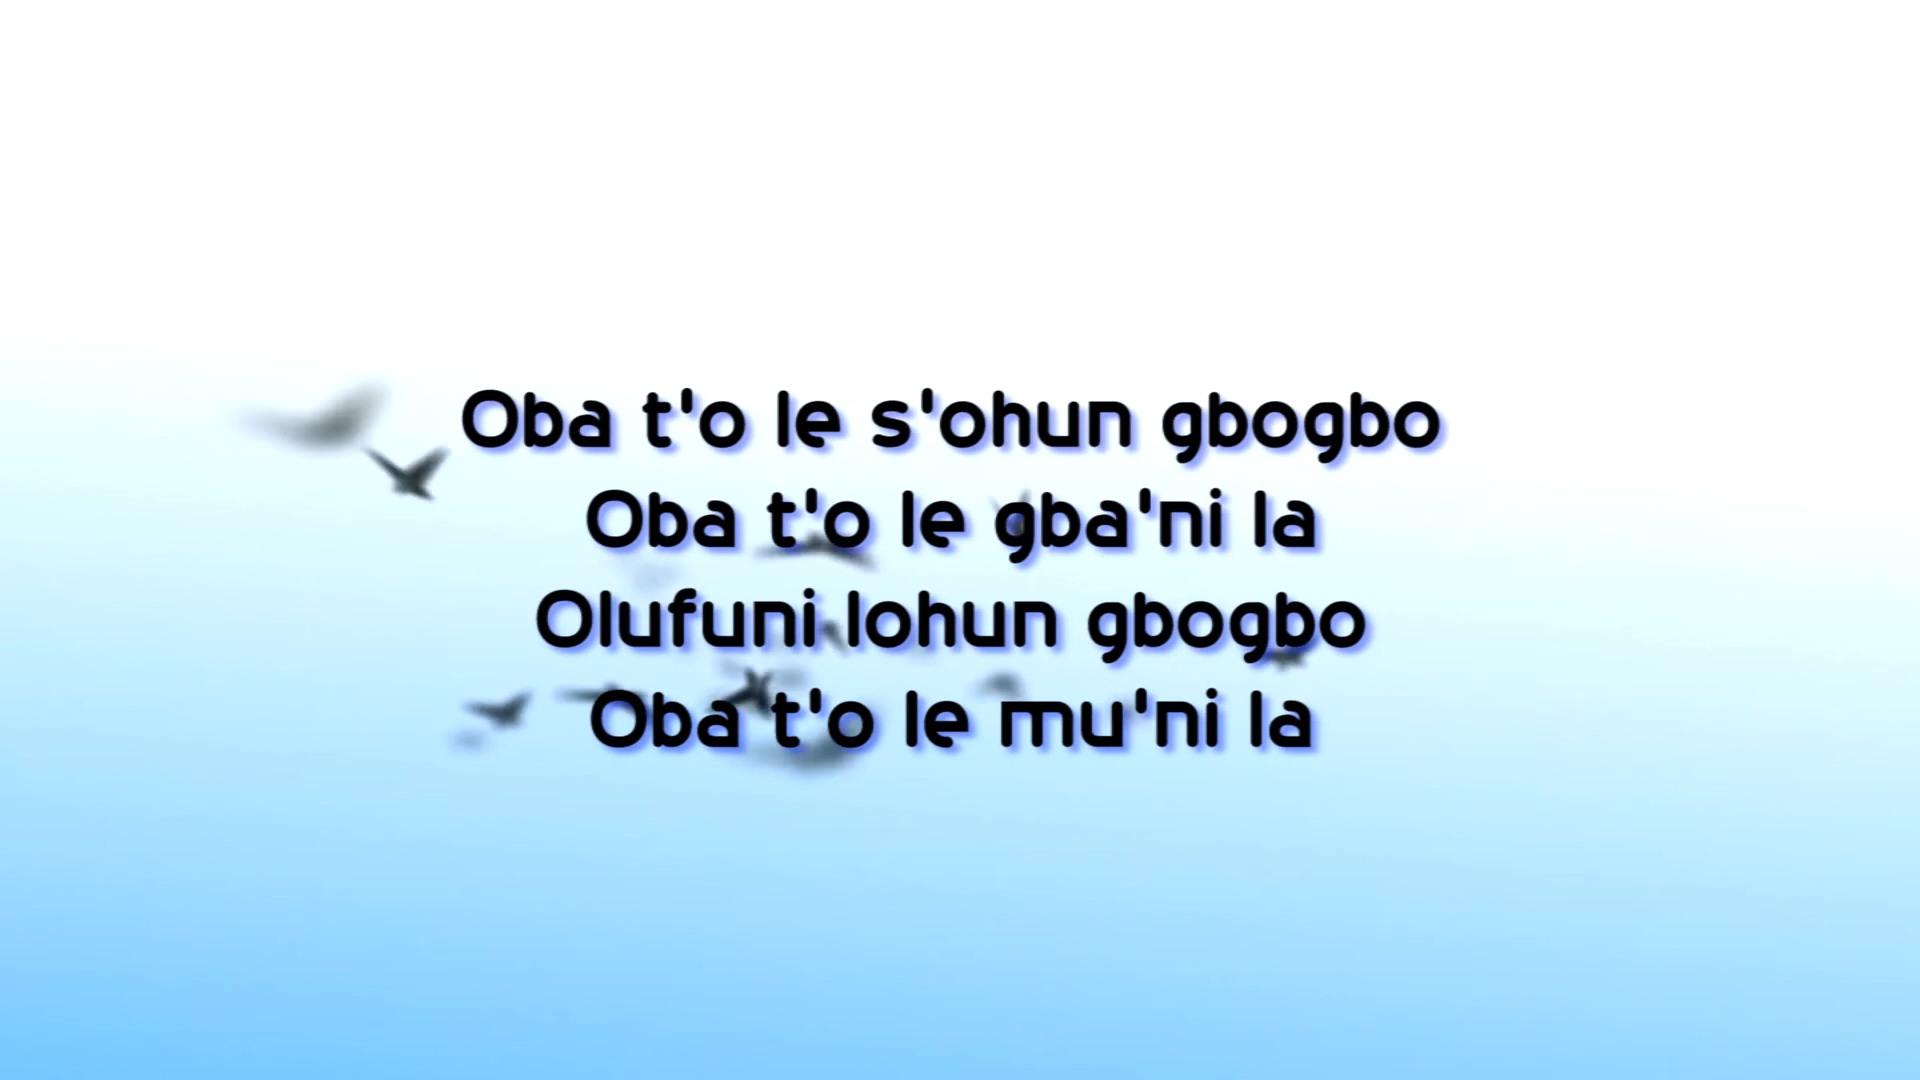 Oba t'o le s'ohun gbogbo
Oba t'o le gba'ni la
Olufuni lohun gbogbo
Oba t'o le mu'ni la